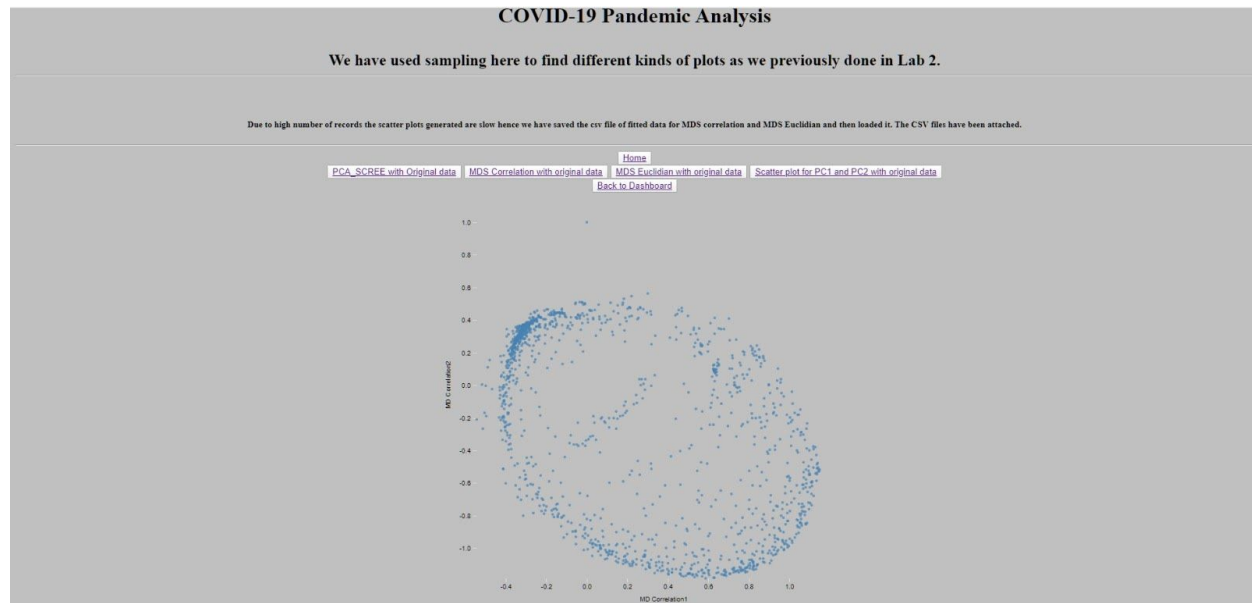 COVID-19 Pandemic Analysis
We have used sampling here to find different kinds of plots as we previously done in Lab 2.
Due to high number of records the scatter plots generated are slow hence we have saved the csv file of fitted data for MDS correlation and MDS Euclidian and then loaded it. The CSV files have been attached.
Home
PCA_SCREE with Original data MDS Correlation with original data MDS Euclidian with original data Scatter plot for PC1 and PC2 with original data
Back to Dashboard
1.0
0.8
0.6
0.4
0.2
0.0
-0.2
-0.4
-0.6
-0.8
-1.0
MD Correlation2
-0.4 -0.2 0.0 0.2 0.4 0.6 0.8 1.0
MD Correlation1